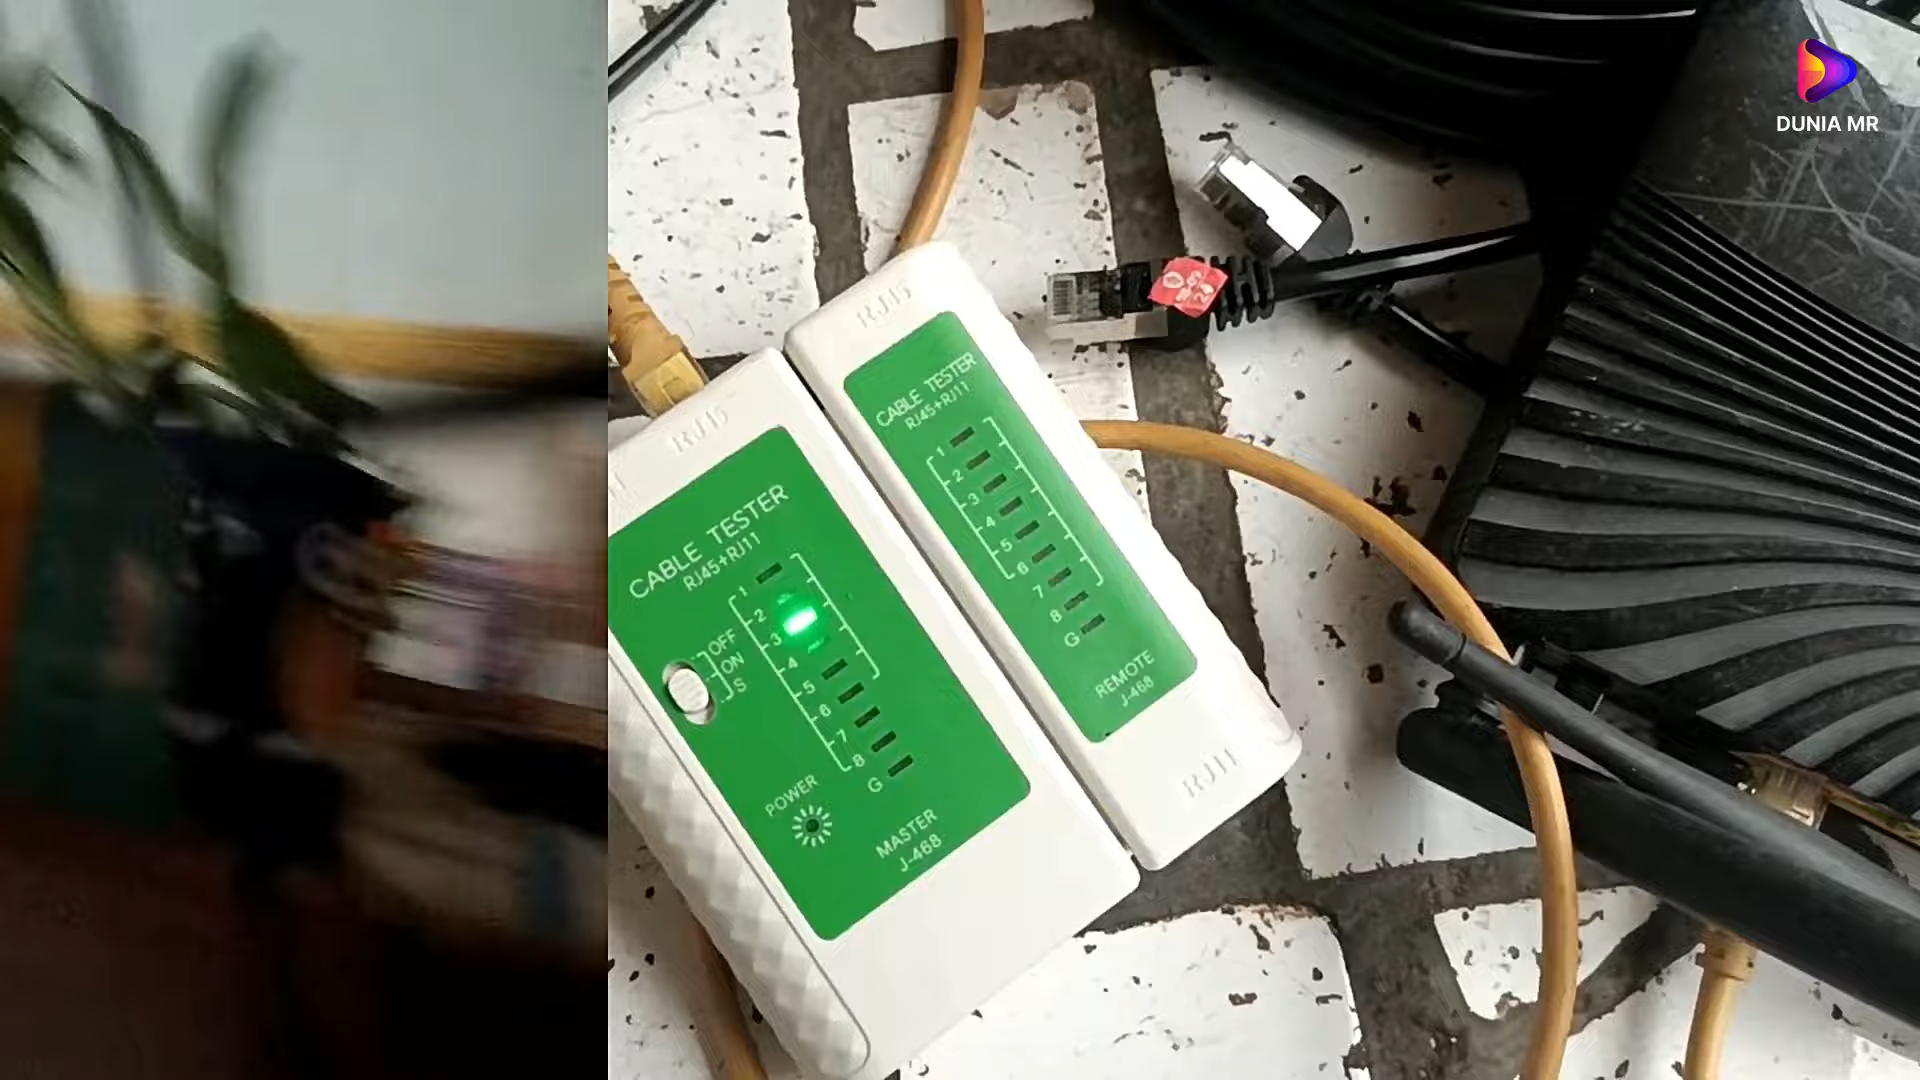 DUNIA MR
RJ45
CABLE TESTER
RJ45+RJ11
1
2
3
4
5
6
7
8
G
REMOTE
J-468
RJ11
RJ45
CABLE TESTER
RJ45+RJ11
OFF
ON
S
1
2
3
4
5
6
7
8
G
POWER
MASTER
J-468